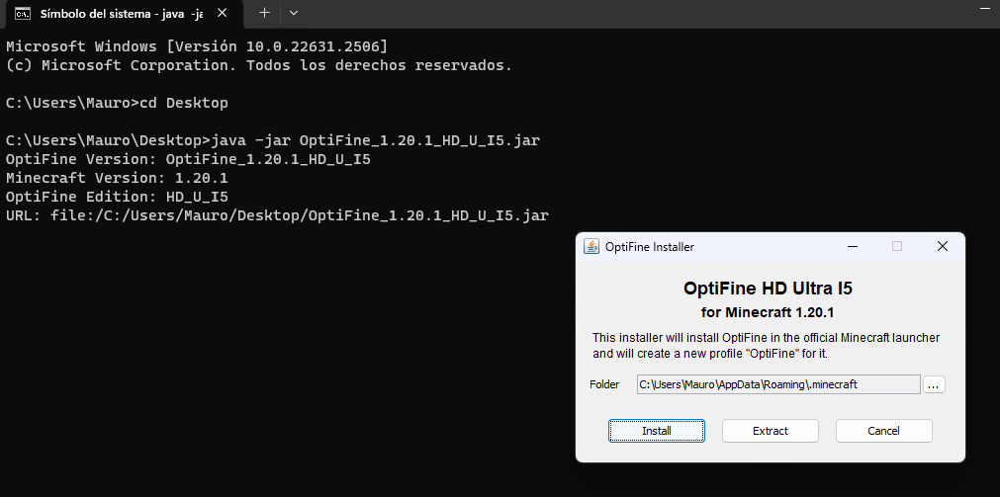 Símbolo del sistema - java -ja
Microsoft Windows [Versión 10.0.22631.2506]
(c) Microsoft Corporation. Todos los derechos reservados.
C:\Users\Mauro>cd Desktop
C:\Users\Mauro\Desktop>java -jar OptiFine_1.20.1_HD_U_I5.jar
OptiFine Version: OptiFine_1.20.1_HD_U_I5
Minecraft Version: 1.20.1
OptiFine Edition: HD_U_I5
URL: file:/C:/Users/Mauro/Desktop/OptiFine_1.20.1_HD_U_I5.jar
OptiFine Installer
OptiFine HD Ultra I5
for Minecraft 1.20.1
This installer will install OptiFine in the official Minecraft launcher
and will create a new profile "OptiFine" for it.
Folder C:\Users\Mauro\AppData\Roaming\.minecraft ...
Install Extract Cancel